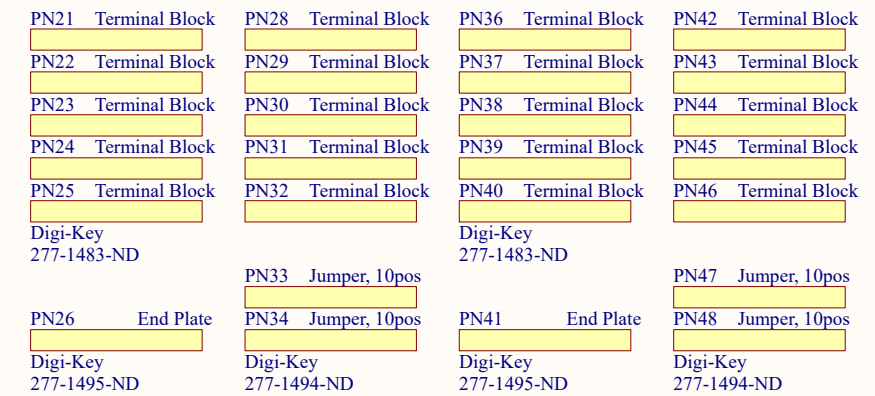 PN21 Terminal Block PN28 Terminal Block PN36 Terminal Block PN42 Terminal Block
PN22 Terminal Block PN29 Terminal Block PN37 Terminal Block PN43 Terminal Block
PN23 Terminal Block PN30 Terminal Block PN38 Terminal Block PN44 Terminal Block
PN24 Terminal Block PN31 Terminal Block PN39 Terminal Block PN45 Terminal Block
PN25 Terminal Block PN32 Terminal Block PN40 Terminal Block PN46 Terminal Block
Digi-Key Digi-Key
277-1483-ND 277-1483-ND
PN33 Jumper, 10pos PN47 Jumper, 10pos
PN26 End Plate PN34 Jumper, 10pos PN41 End Plate PN48 Jumper, 10pos
Digi-Key Digi-Key Digi-Key Digi-Key
277-1495-ND 277-1494-ND 277-1495-ND 277-1494-ND